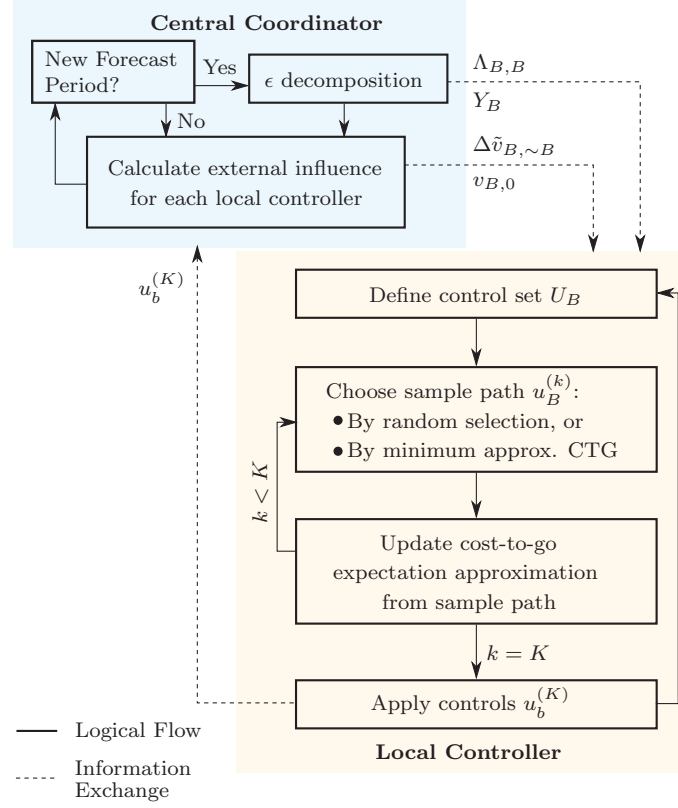 Central Coordinator
New Forecast
Period?
Yes
ϵ decomposition
No
Calculate external influence
for each local controller
Λ_{B,B}
Y_B
Δṽ_{B,∼B}
v_{B,0}
u_b^{(K)}
Define control set U_B
Choose sample path u_B^{(k)}:
• By random selection, or
• By minimum approx. CTG
k < K
Update cost-to-go
expectation approximation
from sample path
k = K
Apply controls u_b^{(K)}
Local Controller
Logical Flow
Information
Exchange